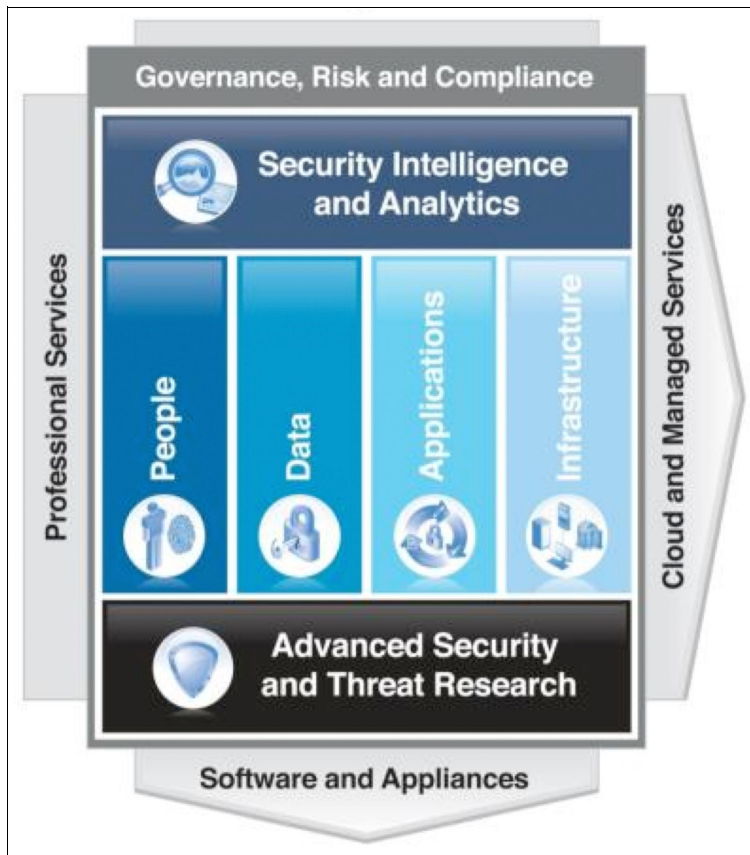 Governance, Risk and Compliance
Security Intelligence
and Analytics
Professional Services
People
Data
Applications
Infrastructure
Cloud and Managed Services
Advanced Security
and Threat Research
Software and Appliances